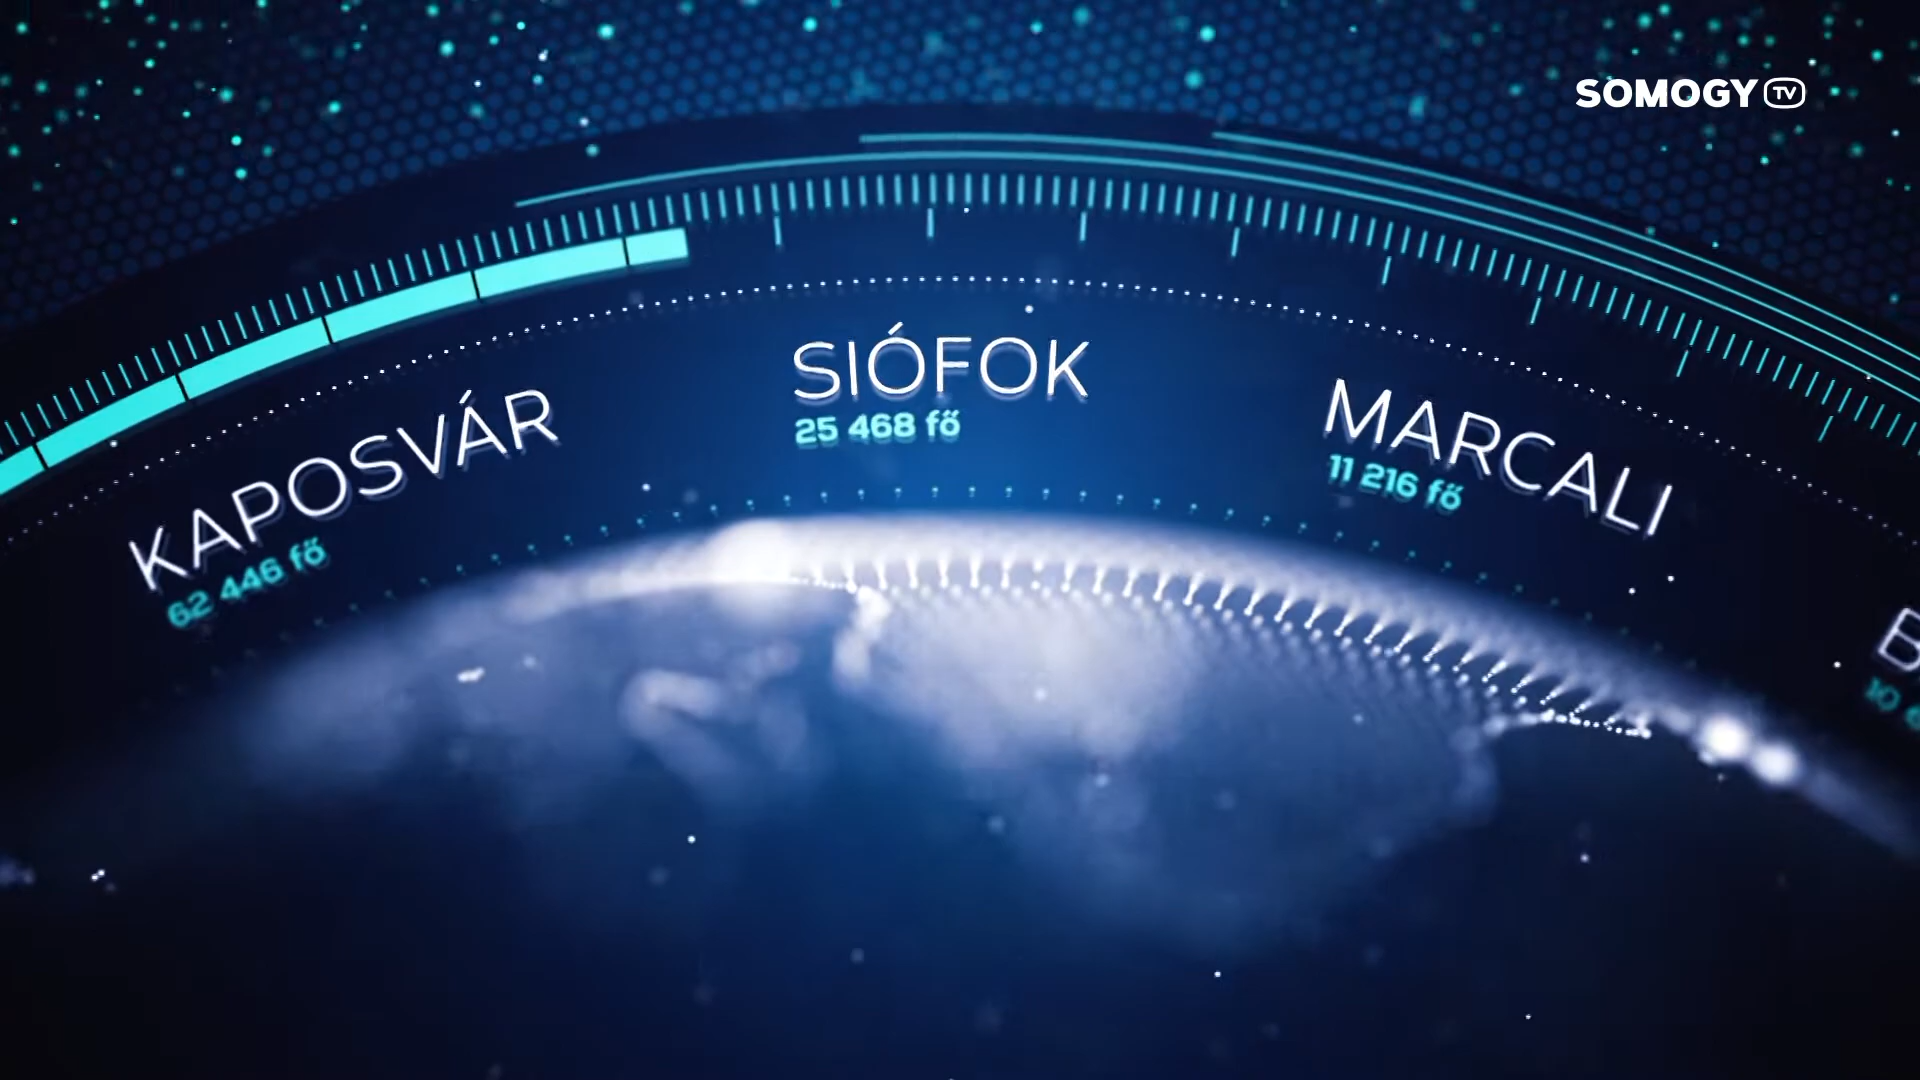 SOMOGY TV
KAPOSVÁR
62 446 fő
SIÓFOK
25 468 fő
MARCALI
11 216 fő